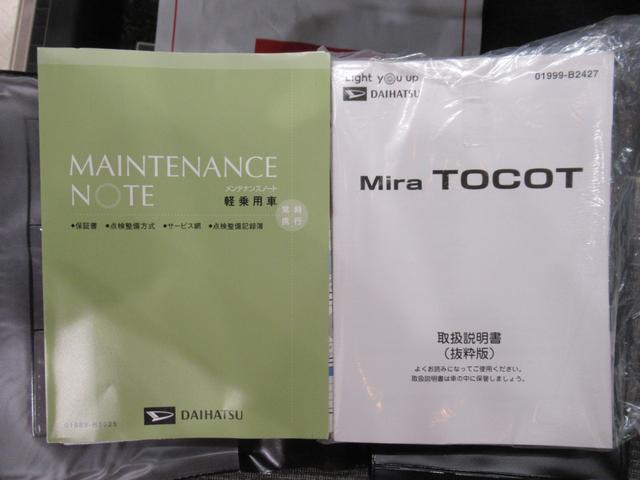 MAINTENANCE
NOTE
メンテナンスノート
軽乗用車
常時
携行
●保証書 ●点検整備方式 ●サービス網 ●点検整備記録簿
DAIHATSU
Light you up
01999-B2427
DAIHATSU
Mira TOCOT
取扱説明書
（抜粋版）
よくお読みになってご使用ください。
取扱説明書は車の中に保管しましょう。